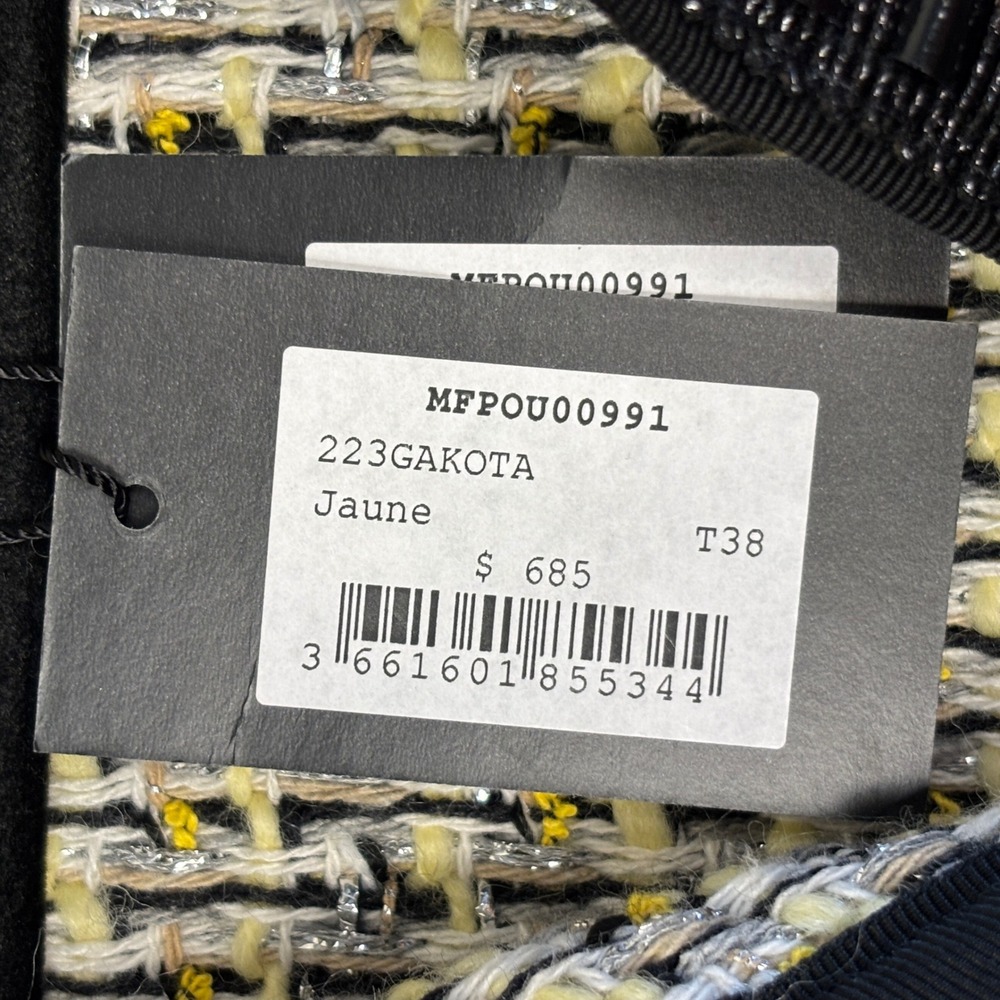 MFPOU00991
MFPOU00991
223GAKOTA
Jaune
T38
$ 685
3 661601 855344